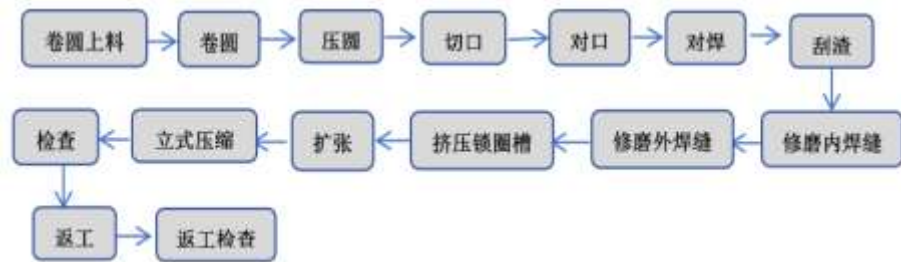 卷圆上料
卷圆
压圆
切口
对口
对焊
刮渣
修磨内焊缝
修磨外焊缝
挤压锁圈槽
扩张
立式压缩
检查
返工
返工检查